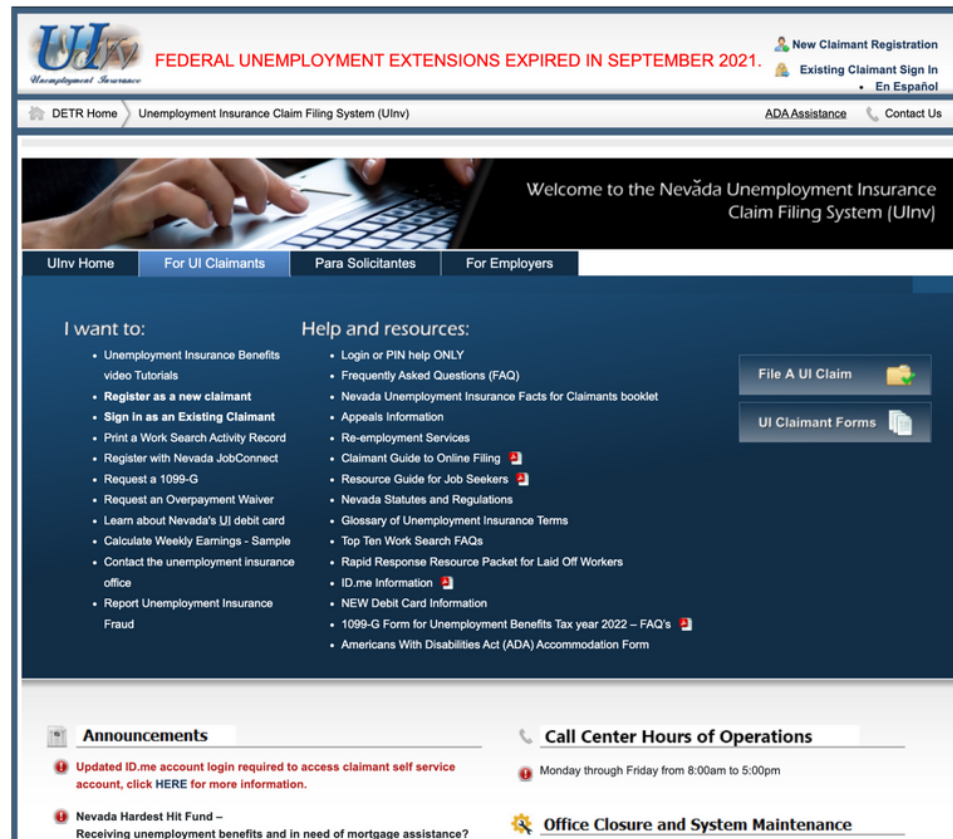 UInv
Unemployment Insurance
FEDERAL UNEMPLOYMENT EXTENSIONS EXPIRED IN SEPTEMBER 2021.
New Claimant Registration
Existing Claimant Sign In
• En Español
DETR Home
Unemployment Insurance Claim Filing System (UInv)
ADA Assistance
Contact Us
Welcome to the Nevăda Unemployment Insurance
Claim Filing System (UInv)
UInv Home
For UI Claimants
Para Solicitantes
For Employers
I want to:
• Unemployment Insurance Benefits
video Tutorials
• Register as a new claimant
• Sign in as an Existing Claimant
• Print a Work Search Activity Record
• Register with Nevada JobConnect
• Request a 1099-G
• Request an Overpayment Waiver
• Learn about Nevada's UI debit card
• Calculate Weekly Earnings - Sample
• Contact the unemployment insurance
office
• Report Unemployment Insurance
Fraud
Help and resources:
• Login or PIN help ONLY
• Frequently Asked Questions (FAQ)
• Nevada Unemployment Insurance Facts for Claimants booklet
• Appeals Information
• Re-employment Services
• Claimant Guide to Online Filing
• Resource Guide for Job Seekers
• Nevada Statutes and Regulations
• Glossary of Unemployment Insurance Terms
• Top Ten Work Search FAQs
• Rapid Response Resource Packet for Laid Off Workers
• ID.me Information
• NEW Debit Card Information
• 1099-G Form for Unemployment Benefits Tax year 2022 – FAQ's
• Americans With Disabilities Act (ADA) Accommodation Form
File A UI Claim
UI Claimant Forms
Announcements
Updated ID.me account login required to access claimant self service
account, click HERE for more information.
Nevada Hardest Hit Fund –
Receiving unemployment benefits and in need of mortgage assistance?
Call Center Hours of Operations
Monday through Friday from 8:00am to 5:00pm
Office Closure and System Maintenance